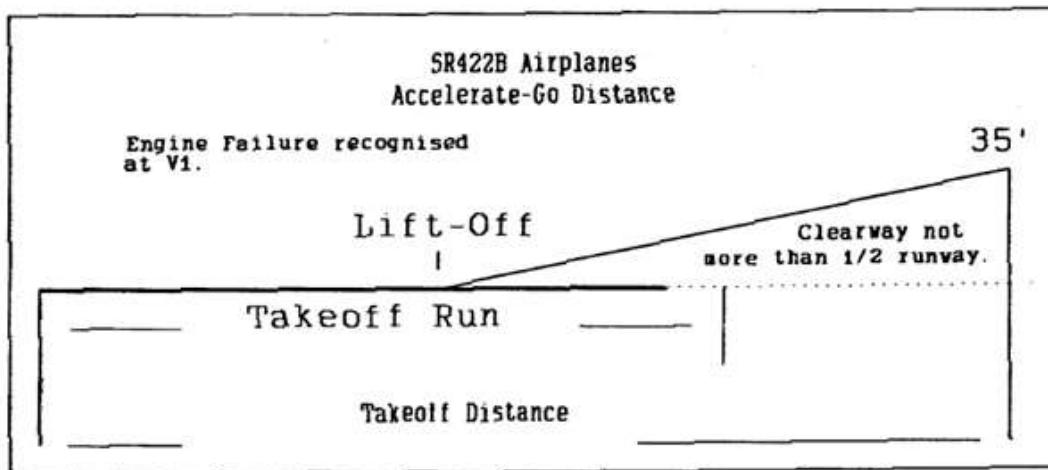 SR422B Airplanes
Accelerate-Go Distance
Engine Failure recognised
at V1.
35'
Lift-Off
Clearway not
more than 1/2 runway.
Takeoff Run
Takeoff Distance